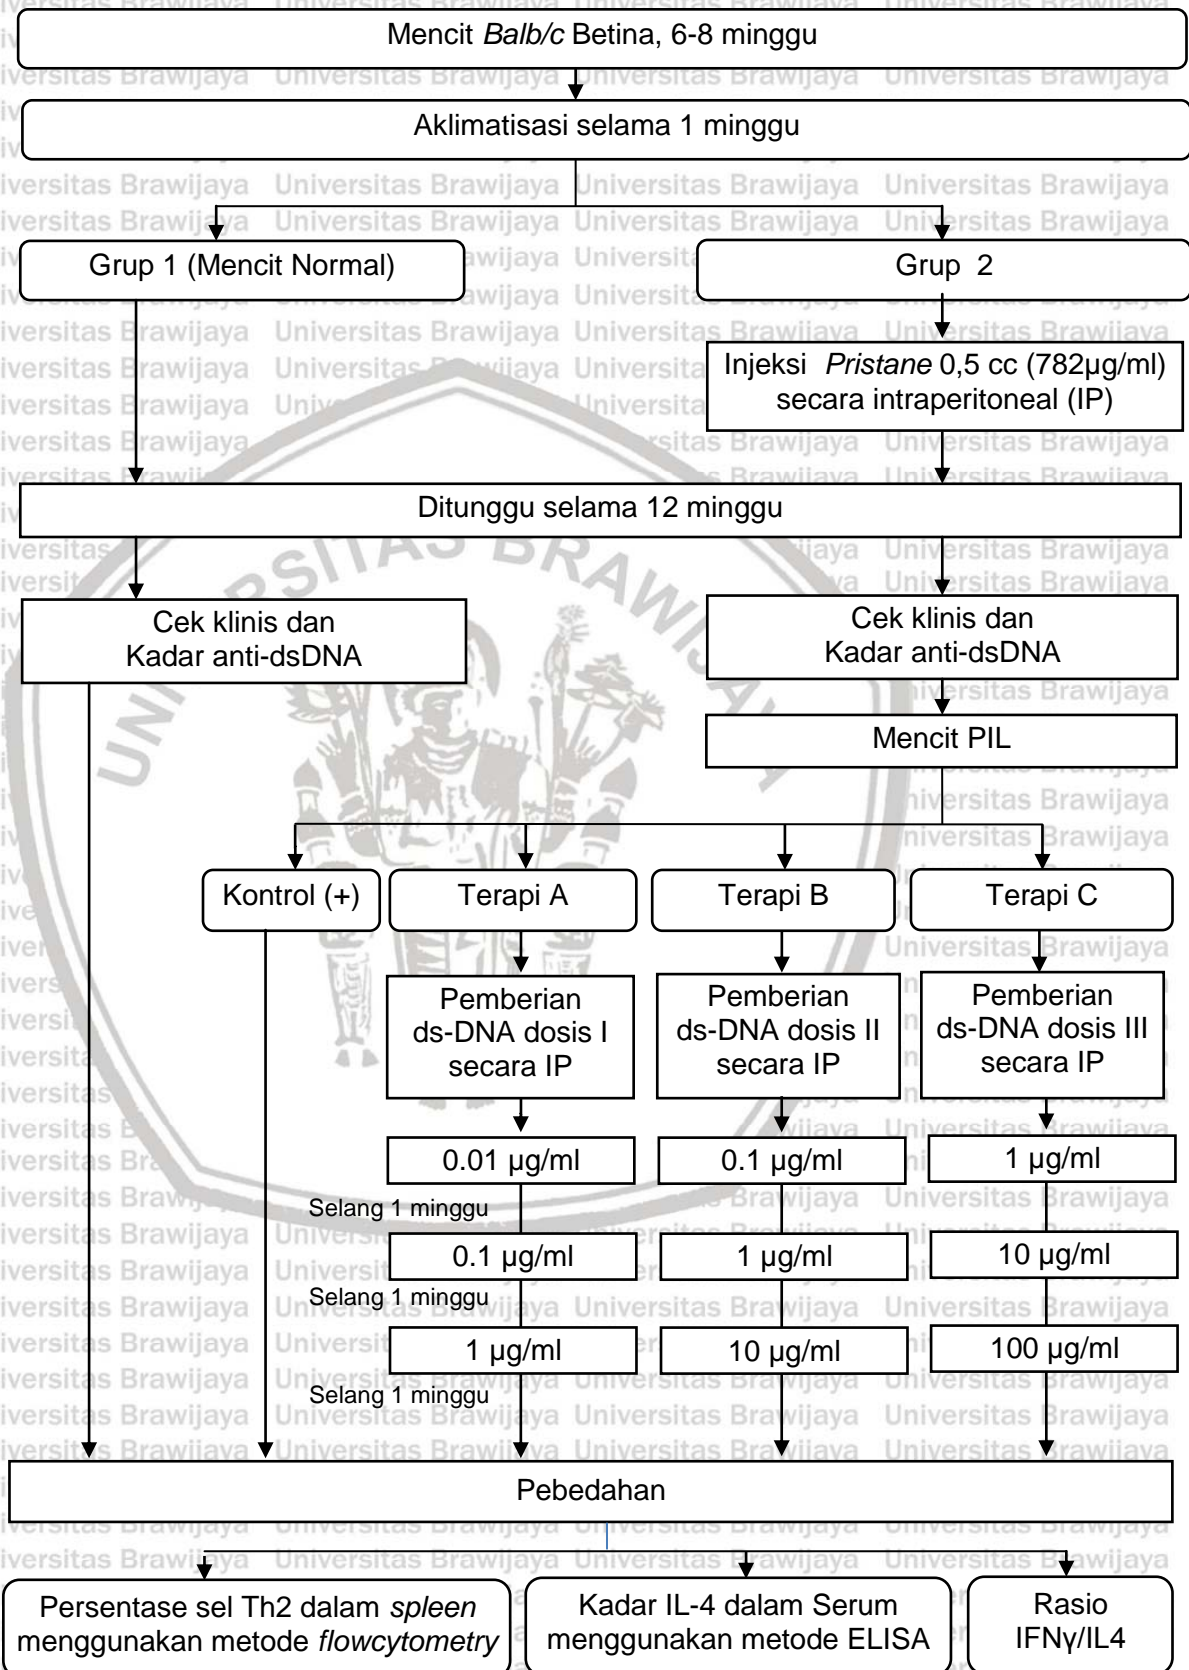 Mencit Balb/c Betina, 6-8 minggu
Aklimatisasi selama 1 minggu
Grup 1 (Mencit Normal)
Grup 2
Injeksi Pristane 0,5 cc (782µg/ml)
secara intraperitoneal (IP)
Ditunggu selama 12 minggu
Cek klinis dan
Kadar anti-dsDNA
Cek klinis dan
Kadar anti-dsDNA
Mencit PIL
Kontrol (+)
Terapi A
Terapi B
Terapi C
Pemberian
ds-DNA dosis I
secara IP
Pemberian
ds-DNA dosis II
secara IP
Pemberian
ds-DNA dosis III
secara IP
0.01 µg/ml
0.1 µg/ml
1 µg/ml
Selang 1 minggu
0.1 µg/ml
1 µg/ml
10 µg/ml
Selang 1 minggu
1 µg/ml
10 µg/ml
100 µg/ml
Selang 1 minggu
Pebedahan
Persentase sel Th2 dalam spleen
menggunakan metode flowcytometry
Kadar IL-4 dalam Serum
menggunakan metode ELISA
Rasio
IFNγ/IL4
UNIVERSITAS BRAWIJAYA
Universitas Brawijaya